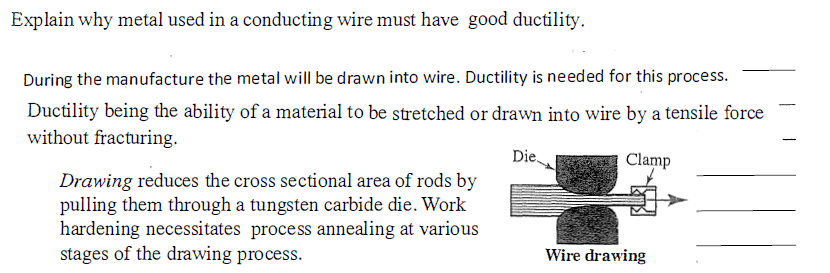 Explain why metal used in a conducting wire must have good ductility.
During the manufacture the metal will be drawn into wire. Ductility is needed for this process.
Ductility being the ability of a material to be stretched or drawn into wire by a tensile force
without fracturing.
Die
Clamp
Drawing reduces the cross sectional area of rods by
pulling them through a tungsten carbide die. Work
hardening necessitates process annealing at various
stages of the drawing process.
Wire drawing